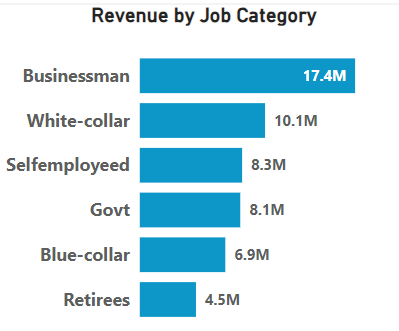 Revenue by Job Category
Businessman 17.4M
White-collar 10.1M
Selfemployeed 8.3M
Govt 8.1M
Blue-collar 6.9M
Retirees 4.5M